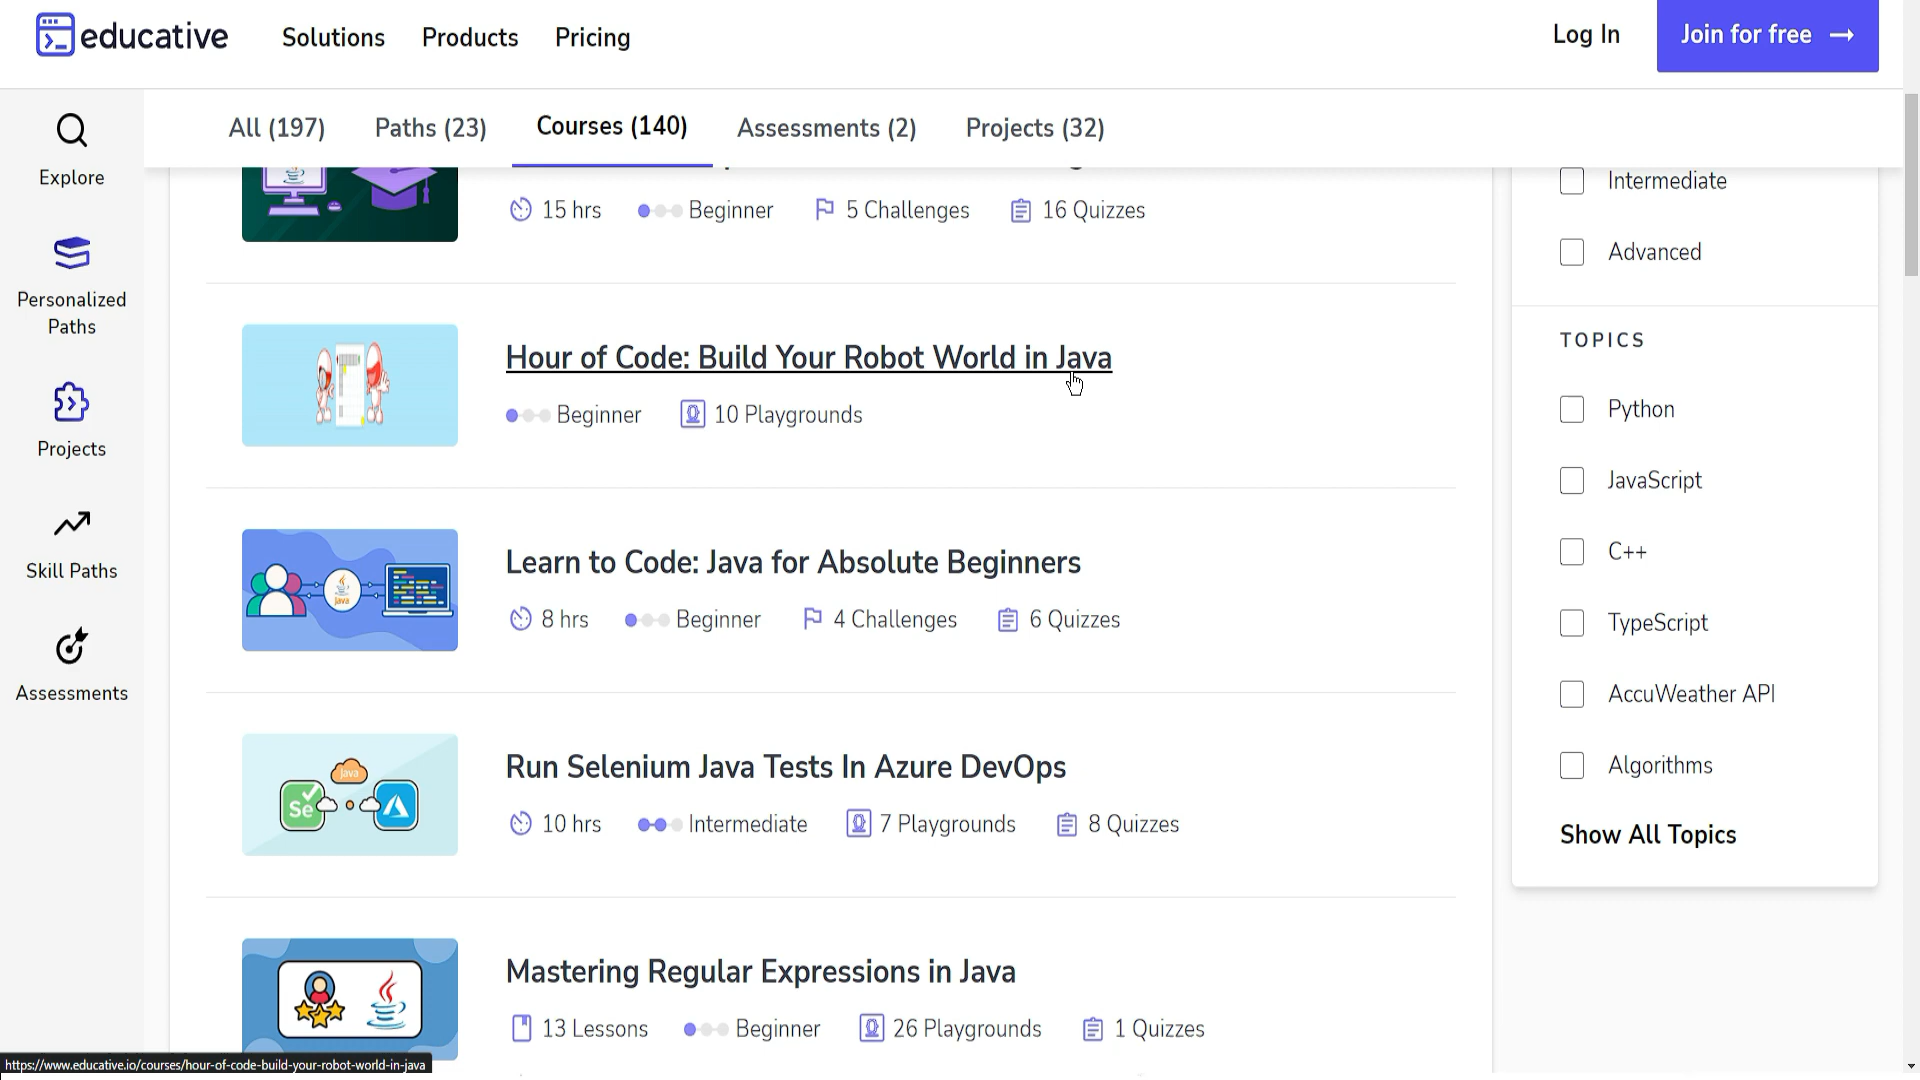 educative
Solutions
Products
Pricing
Log In
Join for free
Explore
Personalized
Paths
Projects
Skill Paths
Assessments
All (197)
Paths (23)
Courses (140)
Assessments (2)
Projects (32)
15 hrs
Beginner
5 Challenges
16 Quizzes
Hour of Code: Build Your Robot World in Java
Beginner
10 Playgrounds
Java
Learn to Code: Java for Absolute Beginners
8 hrs
Beginner
4 Challenges
6 Quizzes
Java
Se
Run Selenium Java Tests In Azure DevOps
10 hrs
Intermediate
7 Playgrounds
8 Quizzes
Mastering Regular Expressions in Java
13 Lessons
Beginner
26 Playgrounds
1 Quizzes
Intermediate
Advanced
TOPICS
Python
JavaScript
C++
TypeScript
AccuWeather API
Algorithms
Show All Topics
https://www.educative.io/courses/hour-of-code-build-your-robot-world-in-java